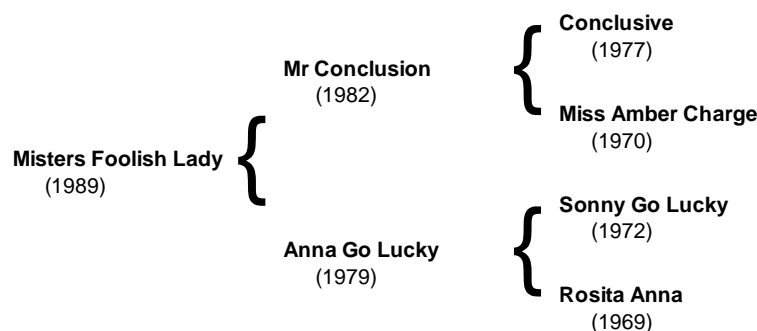 Conclusive
(1977)
Mr Conclusion
(1982)
Miss Amber Charge
(1970)
Misters Foolish Lady
(1989)
Sonny Go Lucky
(1972)
Anna Go Lucky
(1979)
Rosita Anna
(1969)